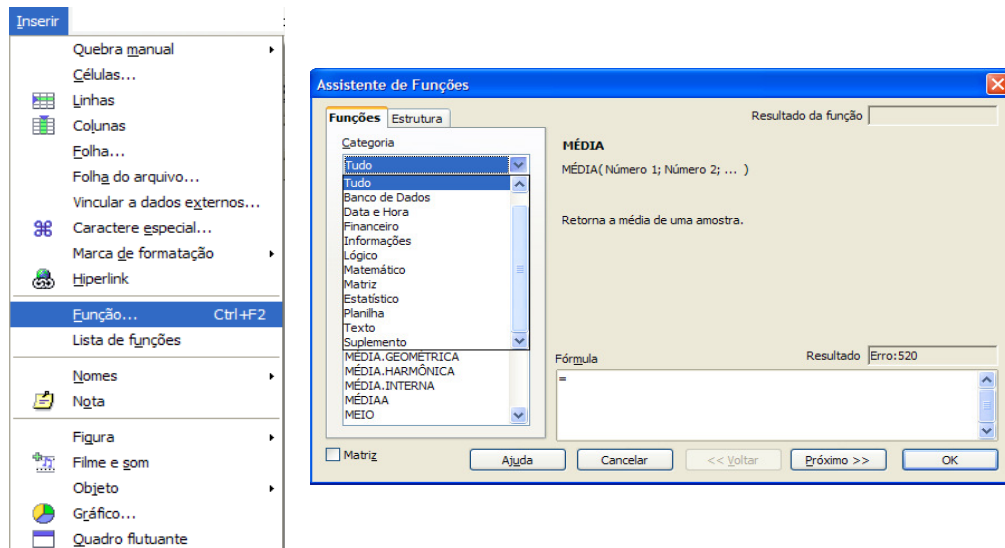 Inserir
Quebra manual
Células...
Linhas
Colunas
Folha...
Folha do arquivo...
Vincular a dados externos...
Caractere especial...
Marca de formatação
Hiperlink
Função... Ctrl+F2
Lista de funções
Nomes
Nota
Figura
Filme e som
Objeto
Gráfico...
Quadro flutuante
Assistente de Funções
Funções Estrutura
Resultado da função
Categoria
Tudo
Tudo
Banco de Dados
Data e Hora
Financeiro
Informações
Lógico
Matemático
Matriz
Estatístico
Planilha
Texto
Suplemento
MÉDIA.GEOMÉTRICA
MÉDIA.HARMÔNICA
MÉDIA.INTERNA
MÉDIAA
MEIO
MÉDIA
MÉDIA( Número 1; Número 2; ... )
Retorna a média de uma amostra.
Fórmula
Resultado Erro:520
=
Matriz
Ajuda
Cancelar
<< Voltar
Próximo >>
OK